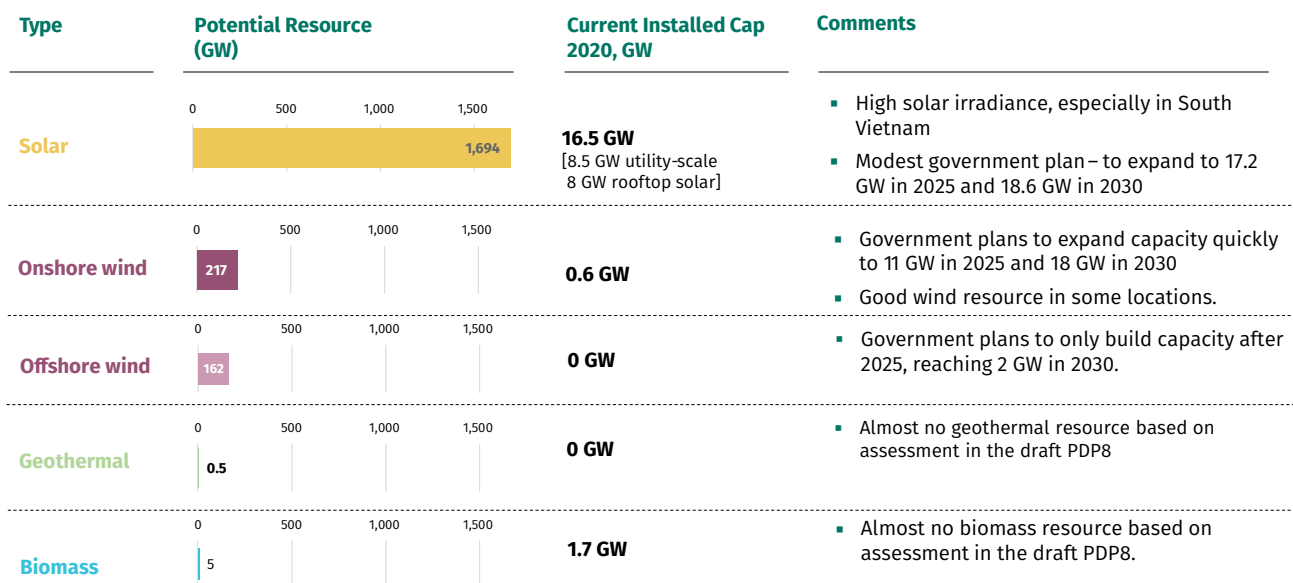 Type
Potential Resource
(GW)
Current Installed Cap
2020, GW
Comments
0 500 1,000 1,500
Solar
1,694
16.5 GW
[8.5 GW utility-scale
8 GW rooftop solar]
▪ High solar irradiance, especially in South
Vietnam
▪ Modest government plan – to expand to 17.2
GW in 2025 and 18.6 GW in 2030
0 500 1,000 1,500
Onshore wind
217
0.6 GW
▪ Government plans to expand capacity quickly
to 11 GW in 2025 and 18 GW in 2030
▪ Good wind resource in some locations.
0 500 1,000 1,500
Offshore wind
162
0 GW
▪ Government plans to only build capacity after
2025, reaching 2 GW in 2030.
0 500 1,000 1,500
Geothermal
0.5
0 GW
▪ Almost no geothermal resource based on
assessment in the draft PDP8
0 500 1,000 1,500
Biomass
5
1.7 GW
▪ Almost no biomass resource based on
assessment in the draft PDP8.